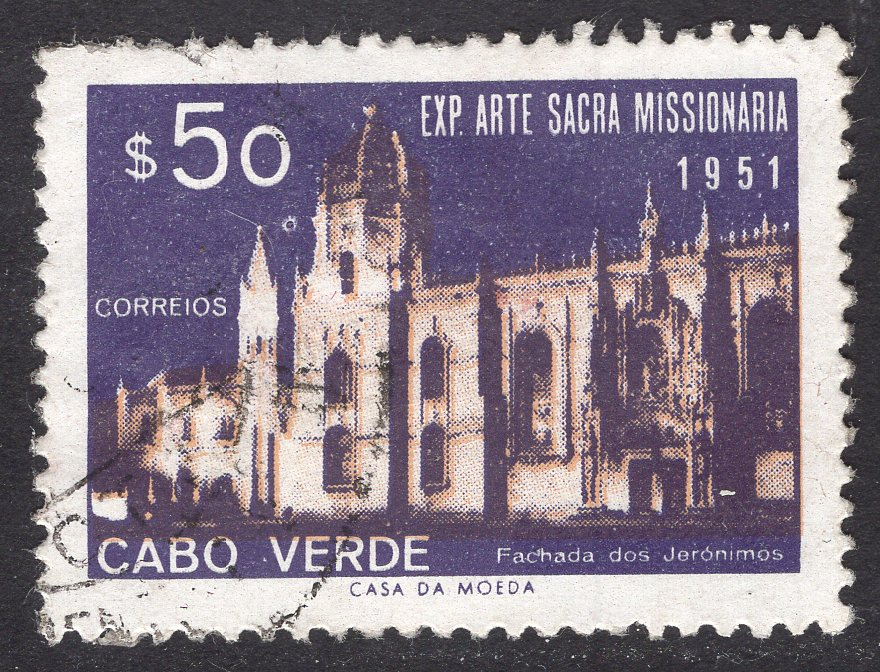 $50
EXP. ARTE SACRA MISSIONÁRIA
1951
CORREIOS
CABO VERDE
Fachada dos Jerónimos
CASA DA MOEDA